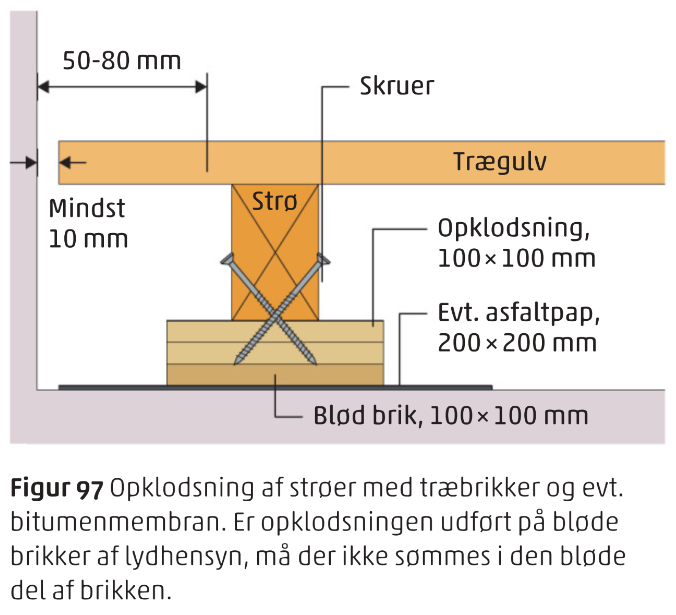 50-80 mm
Skruer
Trægulv
Mindst
10 mm
Strø
Opklodsning,
100×100 mm
Evt. asfaltpap,
200×200 mm
Blød brik, 100×100 mm
Figur 97 Opklodsning af strøer med træbrikker og evt.
bitumenmembran. Er opklodsningen udført på bløde
brikker af lydhensyn, må der ikke sømmes i den bløde
del af brikken.